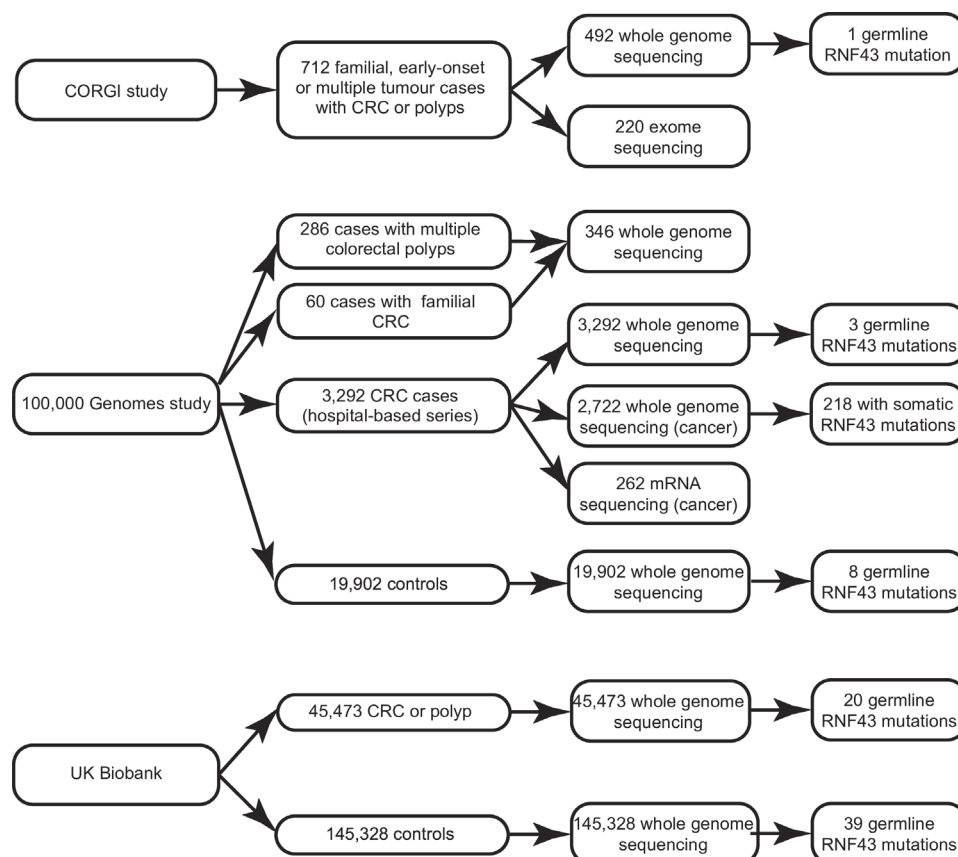 CORGI study
712 familial, early-onset
or multiple tumour cases
with CRC or polyps
492 whole genome
sequencing
1 germline
RNF43 mutation
220 exome
sequencing
100,000 Genomes study
286 cases with multiple
colorectal polyps
346 whole genome
sequencing
60 cases with familial
CRC
3,292 CRC cases
(hospital-based series)
3,292 whole genome
sequencing
3 germline
RNF43 mutations
2,722 whole genome
sequencing (cancer)
218 with somatic
RNF43 mutations
262 mRNA
sequencing (cancer)
19,902 controls
19,902 whole genome
sequencing
8 germline
RNF43 mutations
UK Biobank
45,473 CRC or polyp
45,473 whole genome
sequencing
20 germline
RNF43 mutations
145,328 controls
145,328 whole genome
sequencing
39 germline
RNF43 mutations